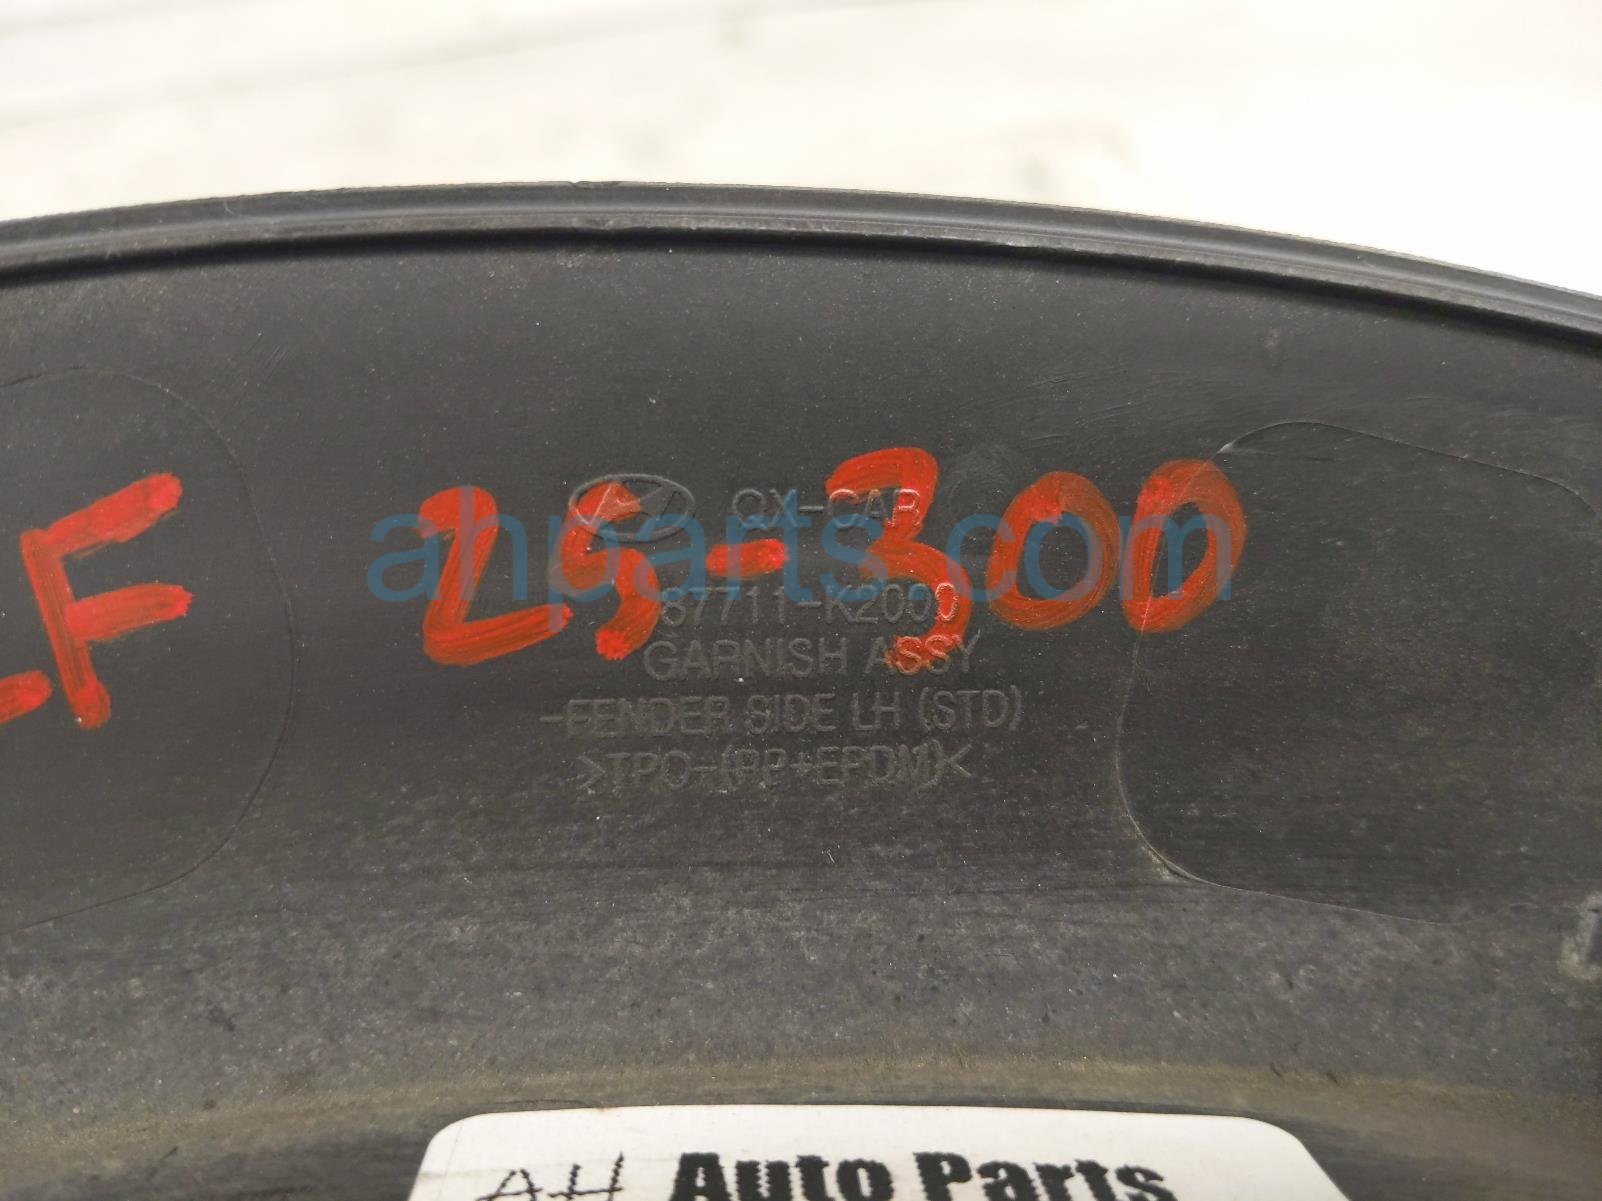 LF 25-300
QX-CAR
87711-K2000
GARNISH ASSY
-FENDER SIDE LH (STD)
>TPO-(PP+EPDM)<
ahparts.com
AH Auto Parts